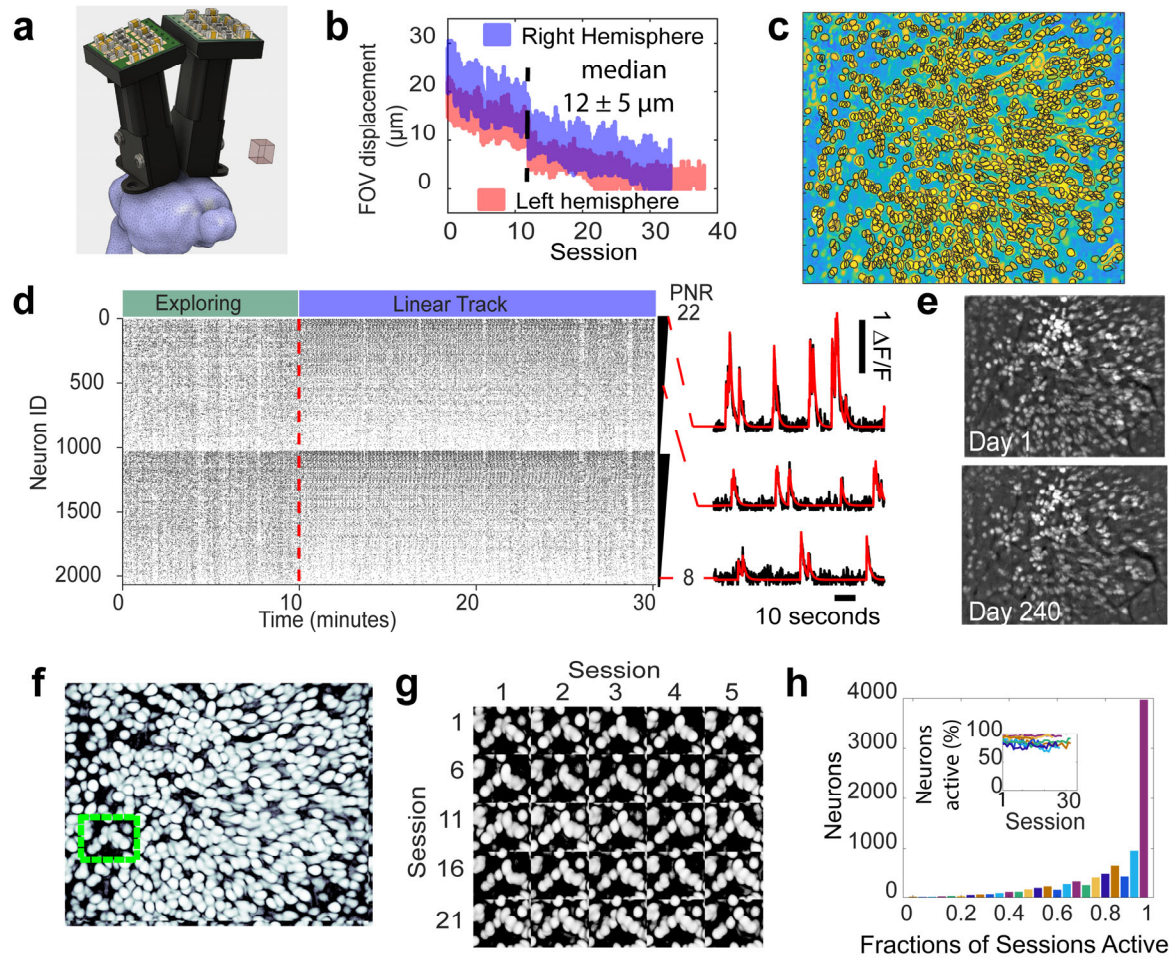 a
b
Right Hemisphere
median
12 ± 5 μm
Left hemisphere
FOV displacement
(μm)
30
20
10
0
0 10 20 30 40
Session
c
d
Exploring
Linear Track
PNR
22
8
Neuron ID
0
500
1000
1500
2000
0 10 20 30
Time (minutes)
1 ΔF/F
10 seconds
e
Day 1
Day 240
f
g
Session
1 2 3 4 5
Session
1
6
11
16
21
h
Neurons
4000
3000
2000
1000
0
Neurons
active (%)
100
50
0
1 30
Session
0 0.2 0.4 0.6 0.8 1
Fractions of Sessions Active